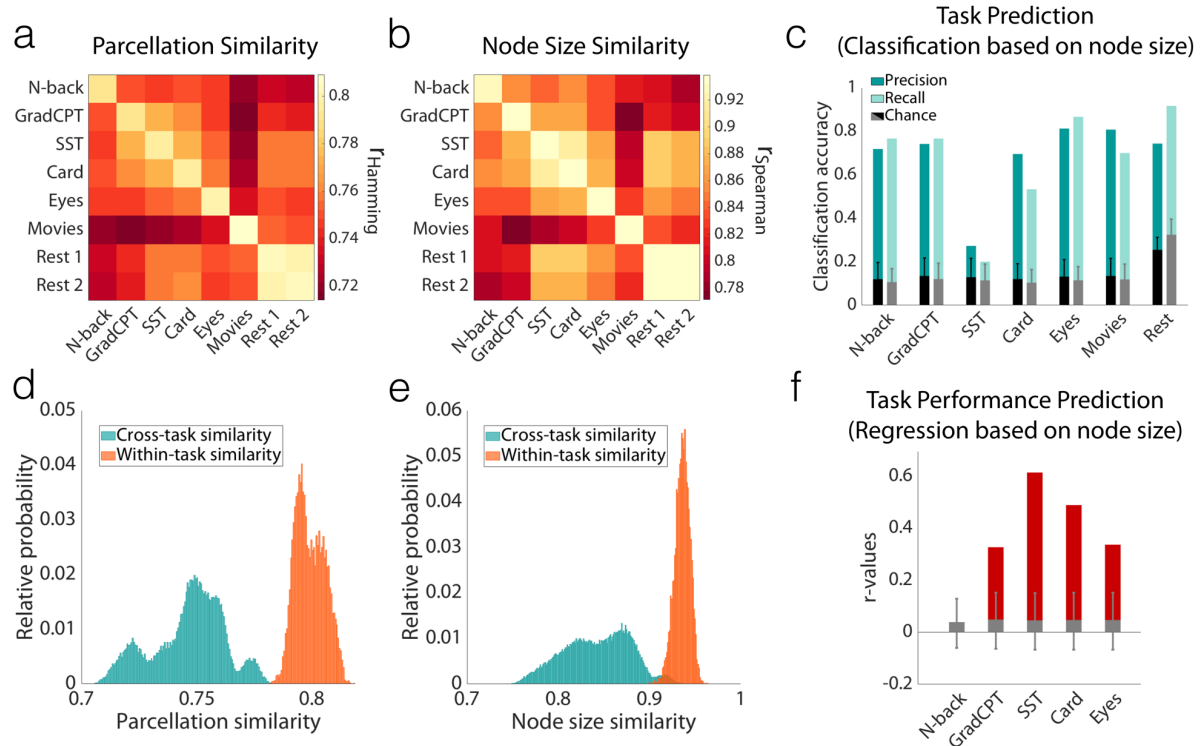 a
Parcellation Similarity
N-back
GradCPT
SST
Card
Eyes
Movies
Rest 1
Rest 2
N-back
GradCPT
SST
Card
Eyes
Movies
Rest 1
Rest 2
0.8
0.78
0.76
0.74
0.72
rHamming
b
Node Size Similarity
N-back
GradCPT
SST
Card
Eyes
Movies
Rest 1
Rest 2
N-back
GradCPT
SST
Card
Eyes
Movies
Rest 1
Rest 2
0.92
0.9
0.88
0.86
0.84
0.82
0.8
0.78
rSpearman
c
Task Prediction
(Classification based on node size)
Precision
Recall
Chance
Classification accuracy
1
0.8
0.6
0.4
0.2
0
N-back
GradCPT
SST
Card
Eyes
Movies
Rest
d
Cross-task similarity
Within-task similarity
Relative probability
0.05
0.04
0.03
0.02
0.01
0
0.7
0.75
0.8
Parcellation similarity
e
Cross-task similarity
Within-task similarity
Relative probability
0.06
0.05
0.04
0.03
0.02
0.01
0
0.7
0.8
0.9
1
Node size similarity
f
Task Performance Prediction
(Regression based on node size)
r-values
0.6
0.4
0.2
0
-0.2
N-back
GradCPT
SST
Card
Eyes